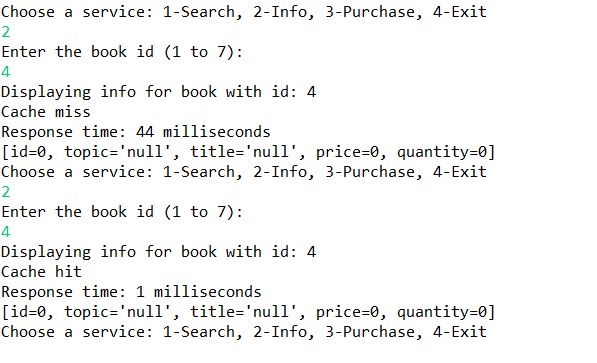 Choose a service: 1-Search, 2-Info, 3-Purchase, 4-Exit
2
Enter the book id (1 to 7):
4
Displaying info for book with id: 4
Cache miss
Response time: 44 milliseconds
[id=0, topic='null', title='null', price=0, quantity=0]
Choose a service: 1-Search, 2-Info, 3-Purchase, 4-Exit
2
Enter the book id (1 to 7):
4
Displaying info for book with id: 4
Cache hit
Response time: 1 milliseconds
[id=0, topic='null', title='null', price=0, quantity=0]
Choose a service: 1-Search, 2-Info, 3-Purchase, 4-Exit